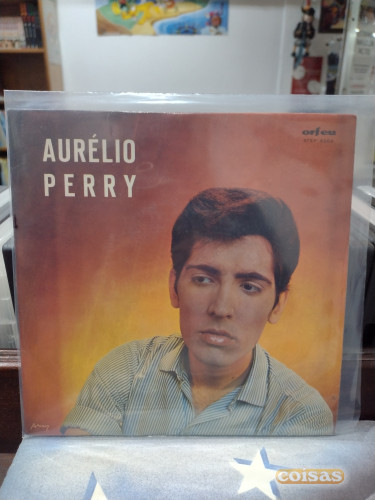 orfeu
AURÉLIO
PERRY
coisas